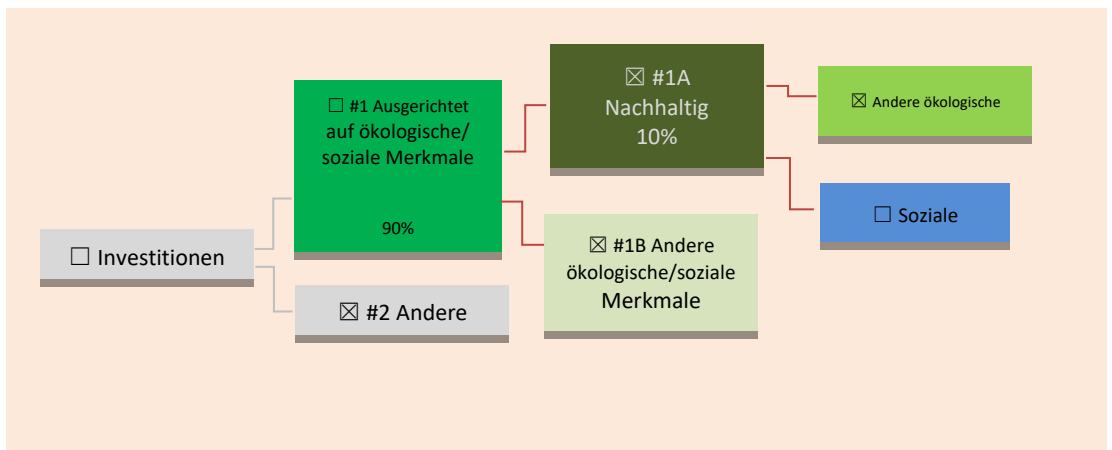 ☐ Investitionen
☐ #1 Ausgerichtet
auf ökologische/
soziale Merkmale
90%
☒ #2 Andere
☒ #1A
Nachhaltig
10%
☒ #1B Andere
ökologische/soziale
Merkmale
☒ Andere ökologische
☐ Soziale